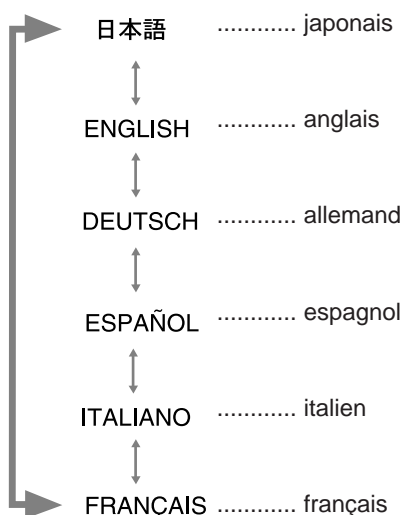 日本語 ............ japonais
ENGLISH ............ anglais
DEUTSCH ............ allemand
ESPAÑOL ............ espagnol
ITALIANO ............ italien
FRANCAIS ............ français